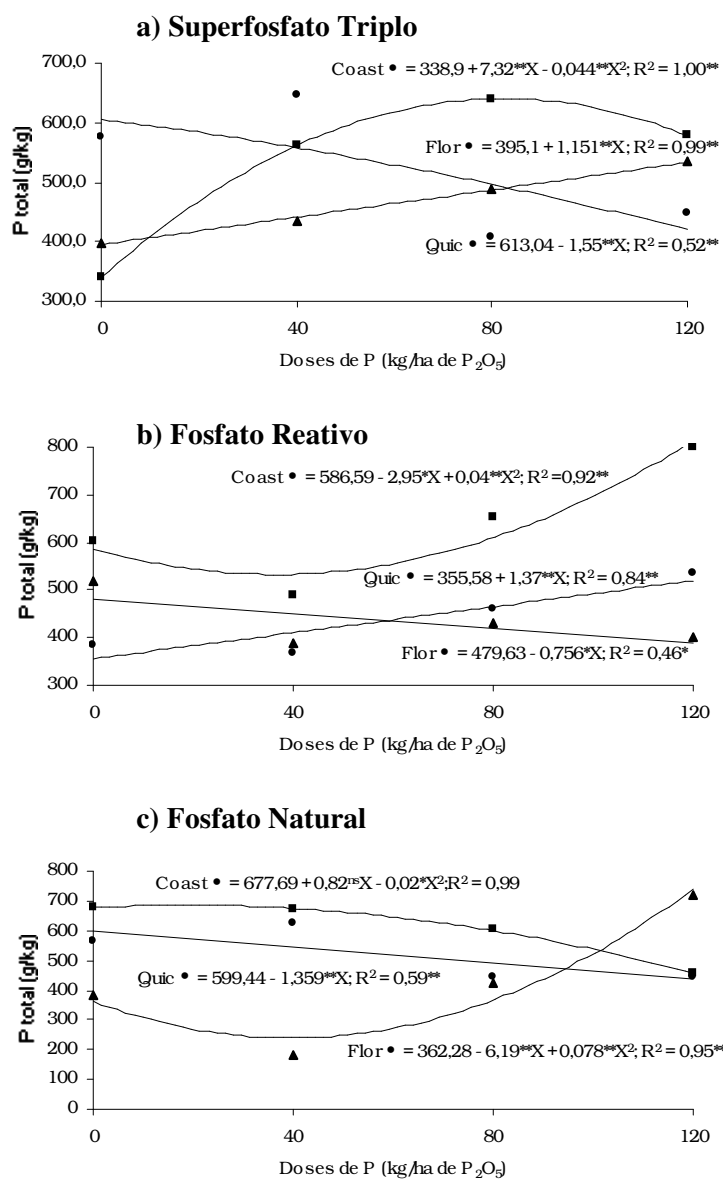 a) Superfosfato Triplo
700,0
Coast • = 338,9 + 7,32**X - 0,044**X²; R² = 1,00**
600,0
Flor • = 395,1 + 1,151**X; R² = 0,99**
500,0
400,0
Quic • = 613,04 - 1,55**X; R² = 0,52**
300,0
P total (g/kg)
0 40 80 120
Doses de P (kg/ha de P₂O₅)
b) Fosfato Reativo
800
Coast • = 586,59 - 2,95*X + 0,04**X²; R² =0,92**
700
600
Quic • = 355,58 + 1,37**X; R² = 0,84**
500
400
Flor • = 479,63 - 0,756*X; R² = 0,46*
300
P total (g/kg)
0 40 80 120
Doses de P (kg/ha de P₂O₅)
c) Fosfato Natural
800
Coast • = 677,69 + 0,82ⁿˢX - 0,02*X²;R² = 0,99
700
600
500
Quic • = 599,44 - 1,359**X; R² = 0,59**
400
300
200
Flor • = 362,28 - 6,19**X + 0,078**X²; R² = 0,95**
100
0
P total (g/kg)
0 40 80 120
Doses de P (kg/ha de P₂O₅)